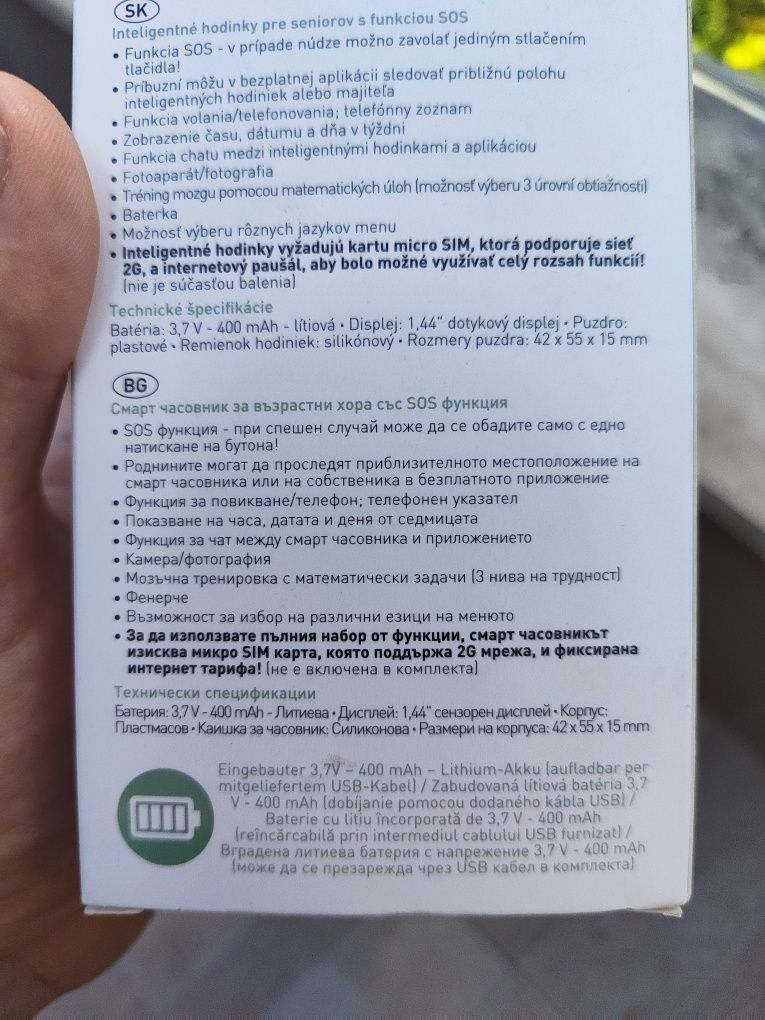 SK
Inteligentné hodinky pre seniorov s funkciou SOS
• Funkcia SOS - v prípade núdze možno zavolať jediným stlačením
tlačidla!
• Príbuzní môžu v bezplatnej aplikácii sledovať približnú polohu
inteligentných hodiniek alebo majiteľa
• Funkcia volania/telefonovania; telefónny zoznam
• Zobrazenie času, dátumu a dňa v týždni
• Funkcia chatu medzi inteligentnými hodinkami a aplikáciou
• Fotoaparát/fotografia
• Tréning mozgu pomocou matematických úloh (možnosť výberu 3 úrovní obtiažnosti)
• Baterka
• Možnosť výberu rôznych jazykov menu
• Inteligentné hodinky vyžadujú kartu micro SIM, ktorá podporuje sieť
2G, a internetový paušál, aby bolo možné využívať celý rozsah funkcií!
(nie je súčasťou balenia)
Technické špecifikácie
Batéria: 3,7 V - 400 mAh - lítiová • Displej: 1,44" dotykový displej • Puzdro:
plastové • Remienok hodiniek: silikónový • Rozmery puzdra: 42 x 55 x 15 mm
BG
Смарт часовник за възрастни хора със SOS функция
• SOS функция - при спешен случай може да се обадите само с едно
натискане на бутона!
• Роднините могат да проследят приблизителното местоположение на
смарт часовника или на собственика в безплатното приложение
• Функция за повикване/телефон; телефонен указател
• Показване на часа, датата и деня от седмицата
• Функция за чат между смарт часовника и приложението
• Камера/фотография
• Мозъчна тренировка с математически задачи (3 нива на трудност)
• Фенерче
• Възможност за избор на различни езици на менюто
• За да използвате пълния набор от функции, смарт часовникът
изисква микро SIM карта, която поддържа 2G мрежа, и фиксирана
интернет тарифа! (не е включена в комплекта)
Технически спецификации
Батерия: 3,7 V - 400 mAh - Литиева • Дисплей: 1,44" сензорен дисплей • Корпус:
Пластмасов • Каишка за часовник: Силиконова • Размери на корпуса: 42 x 55 x 15 mm
Eingebauter 3,7V – 400 mAh – Lithium-Akku (aufladbar per
mitgeliefertem USB-Kabel) / Zabudovaná lítiová batéria 3,7
V - 400 mAh (dobíjanie pomocou dodaného kábla USB) /
Baterie cu litiu încorporată de 3,7 V - 400 mAh
(reîncărcabilă prin intermediul cablului USB furnizat) /
Вградена литиева батерия с напрежение 3,7 V - 400 mAh
(може да се презарежда чрез USB кабел в комплекта)